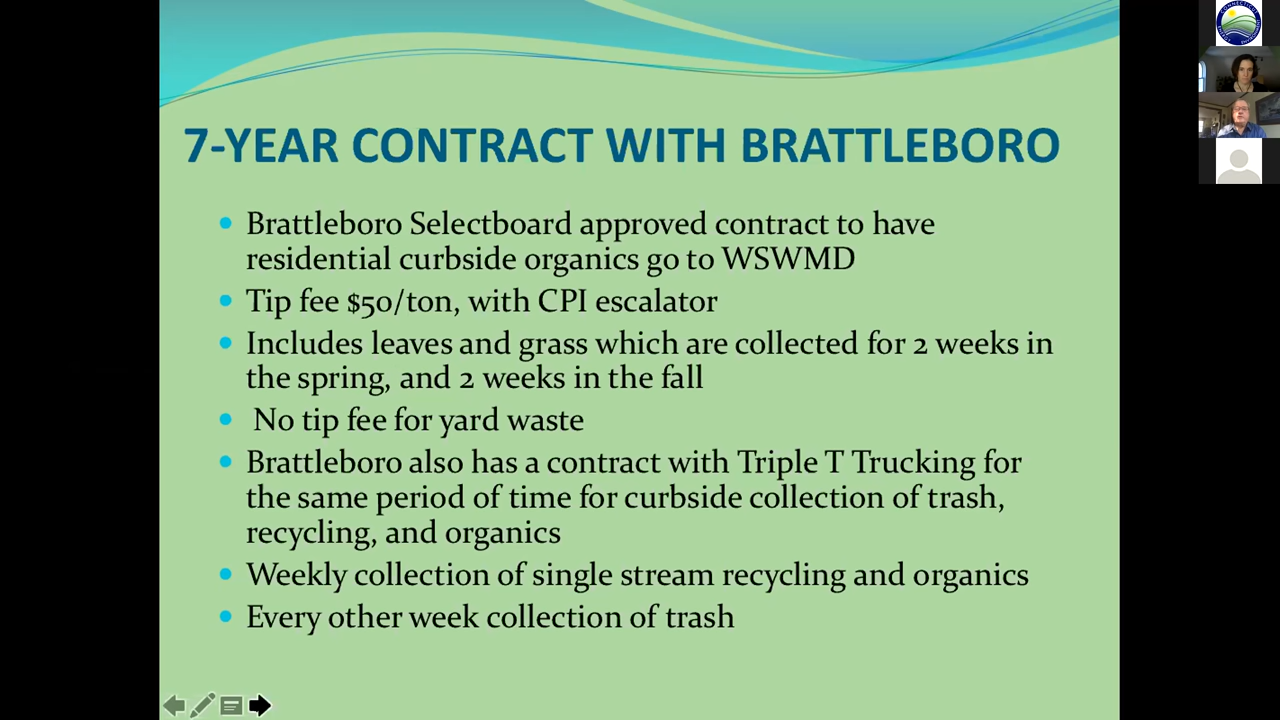 7-YEAR CONTRACT WITH BRATTLEBORO
Brattleboro Selectboard approved contract to have
residential curbside organics go to WSWMD
Tip fee $50/ton, with CPI escalator
Includes leaves and grass which are collected for 2 weeks in
the spring, and 2 weeks in the fall
No tip fee for yard waste
Brattleboro also has a contract with Triple T Trucking for
the same period of time for curbside collection of trash,
recycling, and organics
Weekly collection of single stream recycling and organics
Every other week collection of trash